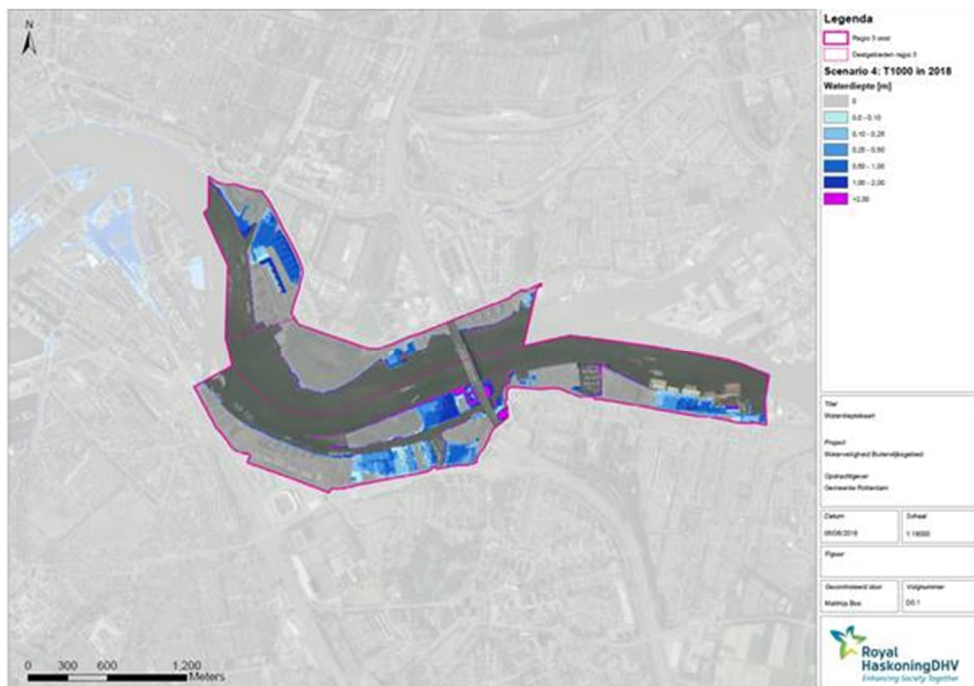 N
Legenda
Regio 3 oost
Deelgebieden regio 3
Scenario 4: T1000 in 2018
Waterdiepte [m]
0
0.0 - 0.10
0.10 - 0.25
0.25 - 0.50
0.50 - 1.00
1.00 - 2.00
>2.00
Titel
Waterdieptekaart
Project
Waterveiligheid Buitendijksgebied
Opdrachtgever
Gemeente Rotterdam
Datum
Schaal
Figuur
Gecontroleerd door
Volgnummer
Matthijs Bos
0 300 600 1,200
Meters
Royal
HaskoningDHV
Enhancing Society Together